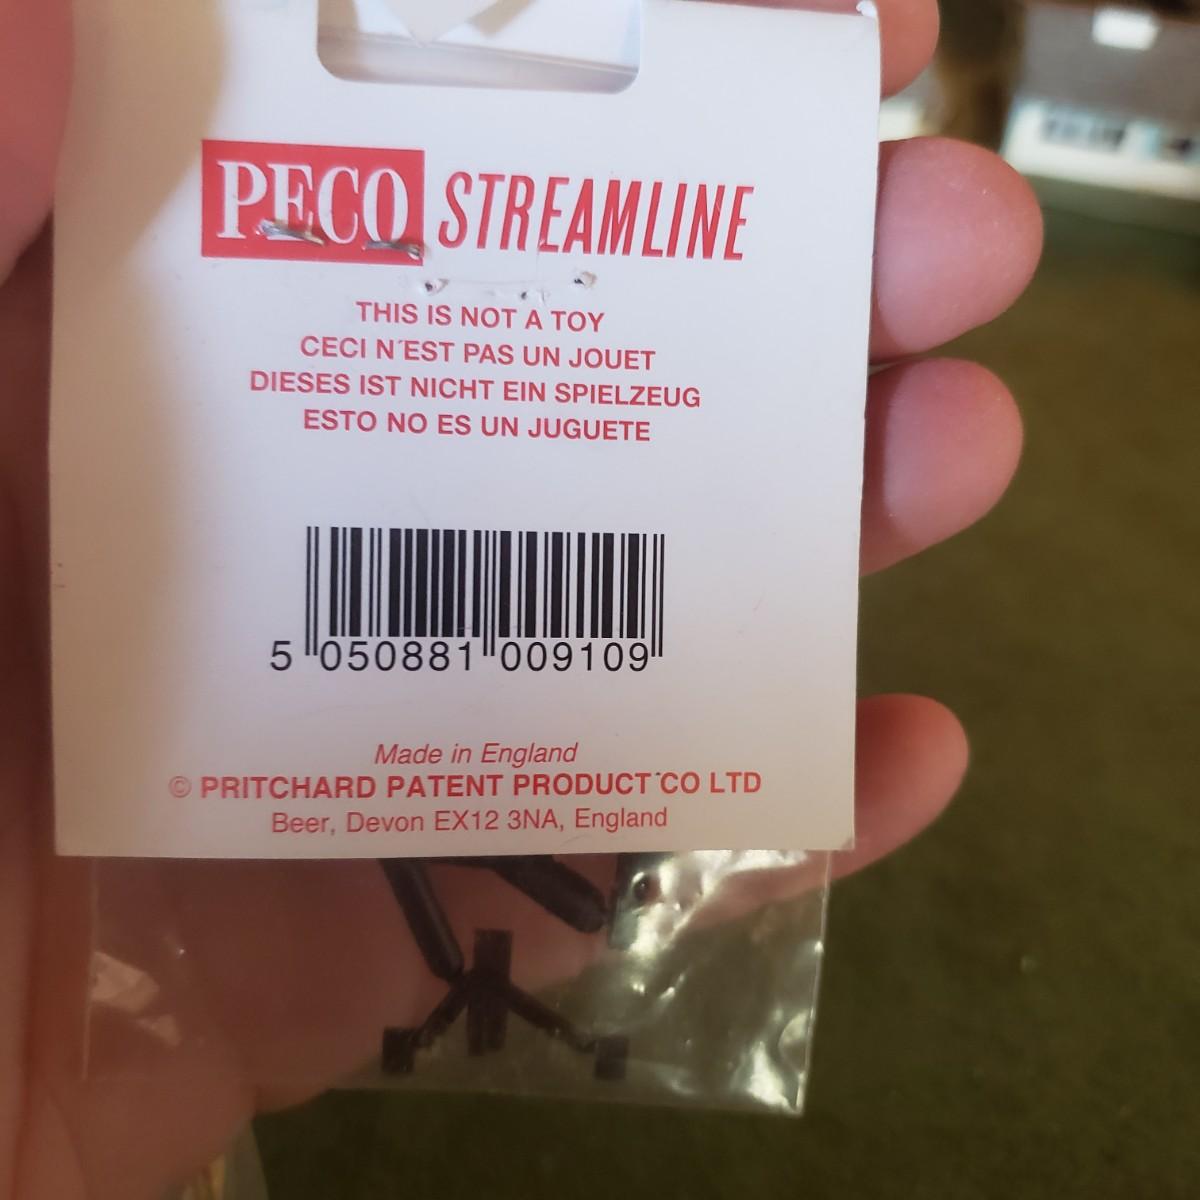 PECO STREAMLINE
THIS IS NOT A TOY
CECI N´EST PAS UN JOUET
DIESES IST NICHT EIN SPIELZEUG
ESTO NO ES UN JUGUETE
5 050881 009109
Made in England
© PRITCHARD PATENT PRODUCT CO LTD
Beer, Devon EX12 3NA, England